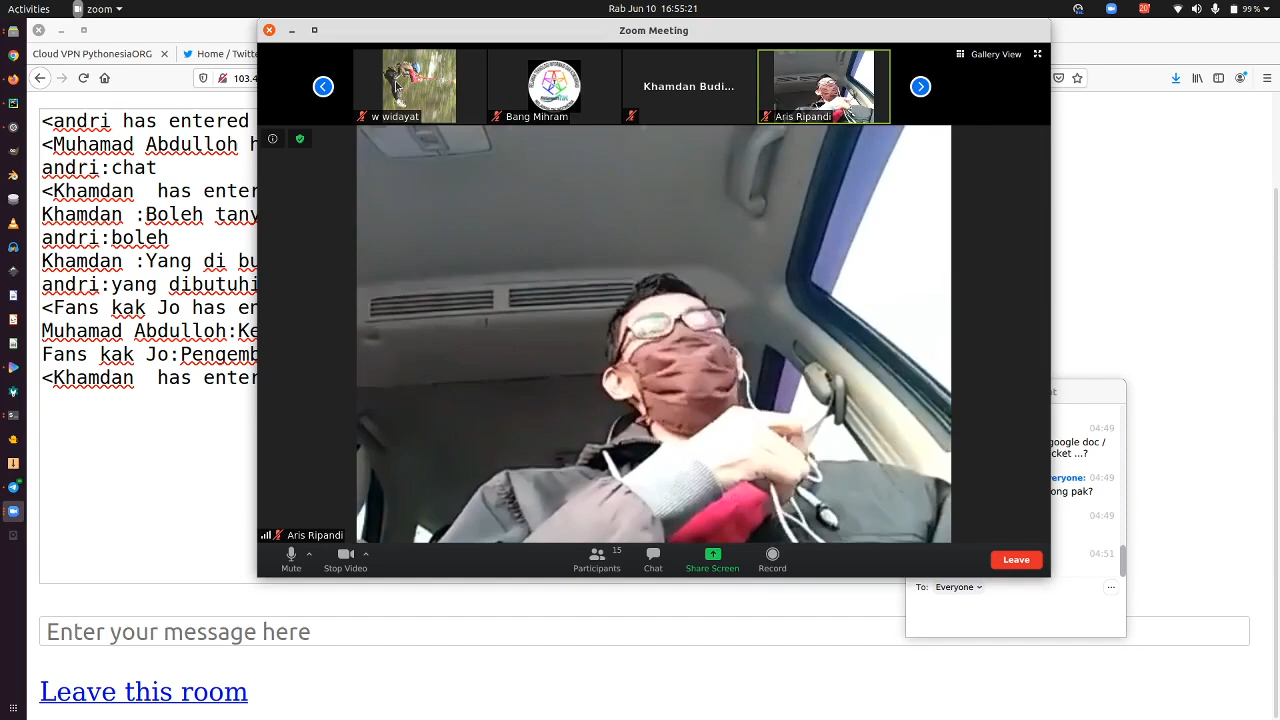 Activities
zoom
Rab Jun 10 16:55:21
20
99 %
Cloud VPN PythonesiaORG
Home / Twitte
103.4
<andri has entered
<Muhamad Abdulloh h
andri:chat
<Khamdan has enter
Khamdan :Boleh tany
andri:boleh
Khamdan :Yang di bu
andri:yang dibutuhi
<Fans kak Jo has en
Muhamad Abdulloh:Ke
Fans kak Jo:Pengemb
<Khamdan has enter
Enter your message here
Leave this room
Zoom Meeting
Gallery View
Khamdan Budi...
w widayat
Bang Mihram
Aris Ripandi
Aris Ripandi
Mute
Stop Video
15
Participants
Chat
Share Screen
Record
Leave
04:49
google doc /
cket ...?
eryone: 04:49
ong pak?
04:49
04:51
To: Everyone